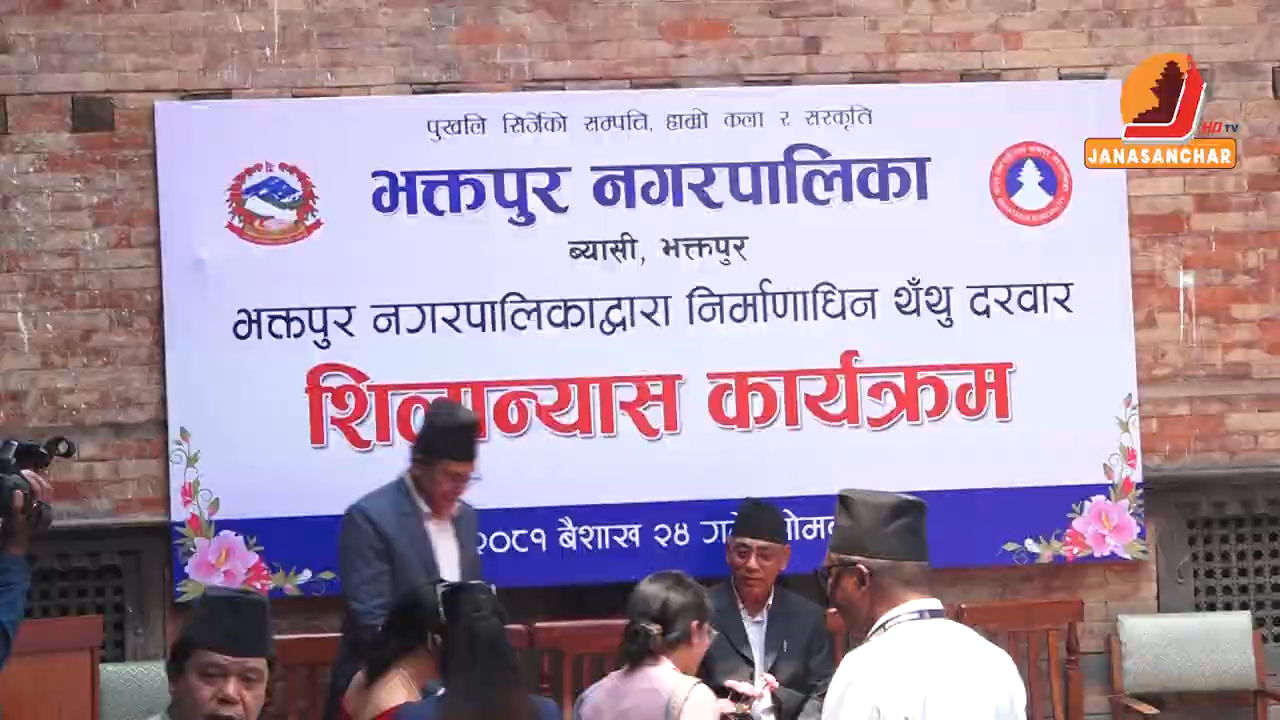 पुर्खाले सिर्जेको सम्पत्ति, हाम्रो कला र संस्कृति
भक्तपुर नगरपालिका
ब्यासी, भक्तपुर
भक्तपुर नगरपालिकाद्वारा निर्माणाधिन थँथु दरवार
शिलान्यास कार्यक्रम
२०८१ बैशाख २४
HD TV
JANASANCHAR